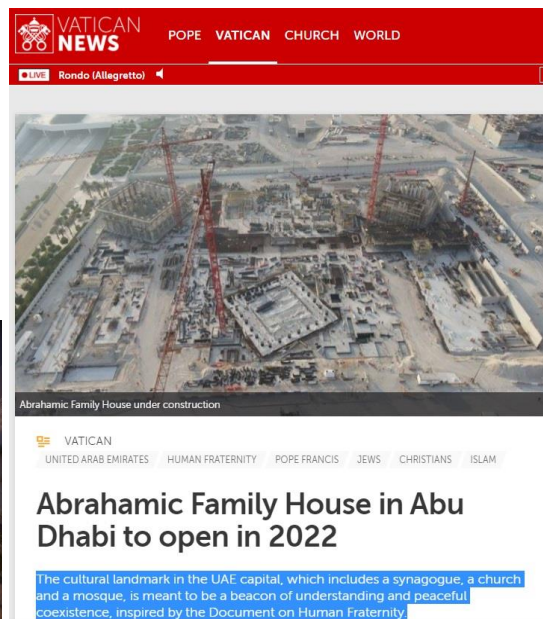 VATICAN
NEWS
POPE VATICAN CHURCH WORLD
LIVE Rondo (Allegretto)
Abrahamic Family House under construction
VATICAN
UNITED ARAB EMIRATES HUMAN FRATERNITY POPE FRANCIS JEWS CHRISTIANS ISLAM
Abrahamic Family House in Abu
Dhabi to open in 2022
The cultural landmark in the UAE capital, which includes a synagogue, a church
and a mosque, is meant to be a beacon of understanding and peaceful
coexistence, inspired by the Document on Human Fraternity.